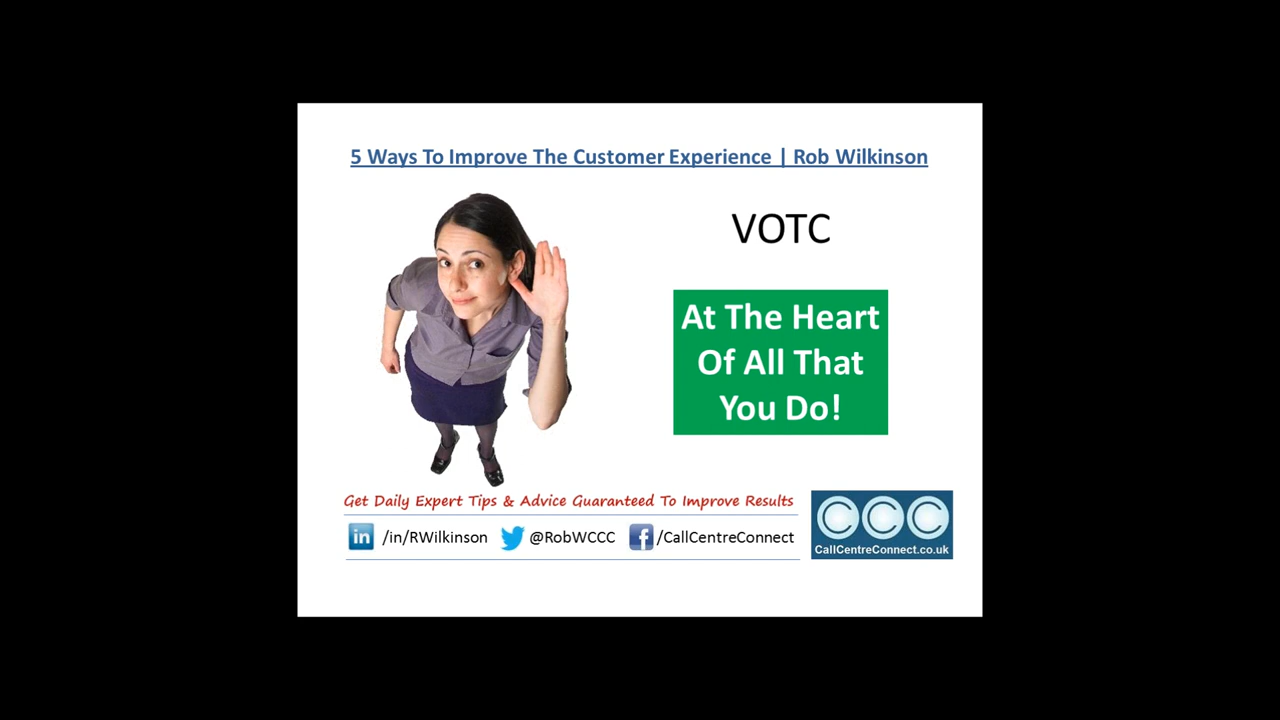 5 Ways To Improve The Customer Experience | Rob Wilkinson
VOTC
At The Heart
Of All That
You Do!
Get Daily Expert Tips & Advice Guaranteed To Improve Results
in /in/RWilkinson @RobWCCC f /CallCentreConnect
CCC
CallCentreConnect.co.uk